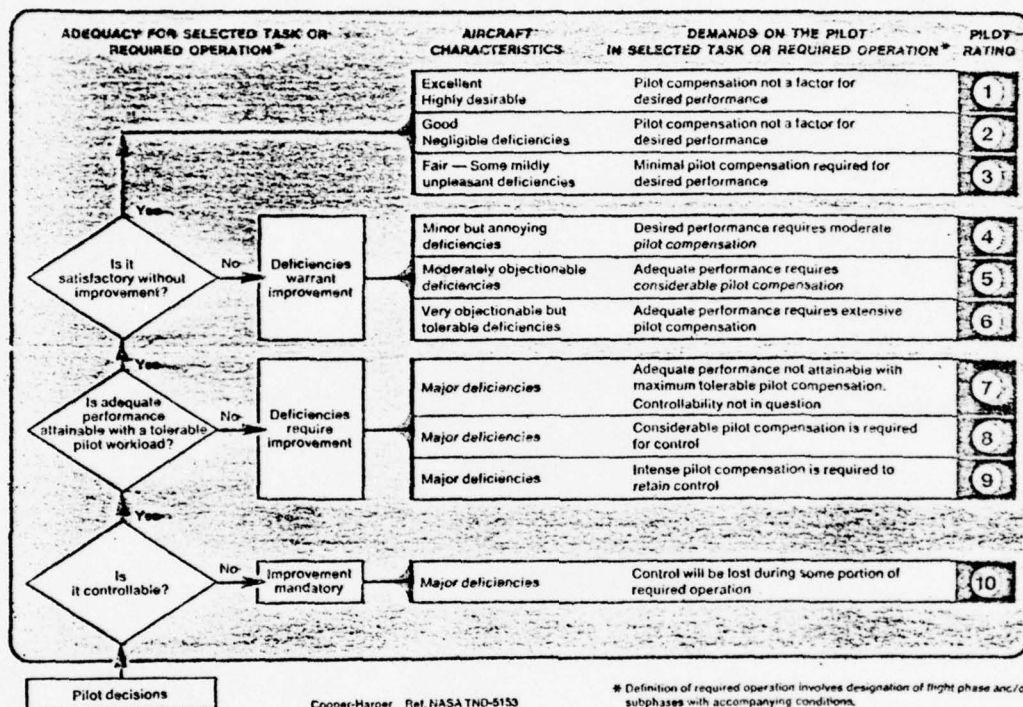 ADEQUACY FOR SELECTED TASK OR
REQUIRED OPERATION*
AIRCRAFT
CHARACTERISTICS
DEMANDS ON THE PILOT
IN SELECTED TASK OR REQUIRED OPERATION*
PILOT
RATING
Excellent
Highly desirable
Pilot compensation not a factor for
desired performance
1
Good
Negligible deficiencies
Pilot compensation not a factor for
desired performance
2
Fair — Some mildly
unpleasant deficiencies
Minimal pilot compensation required for
desired performance
3
Yes
Is it
satisfactory without
improvement?
No
Deficiencies
warrant
improvement
Minor but annoying
deficiencies
Desired performance requires moderate
pilot compensation
4
Moderately objectionable
deficiencies
Adequate performance requires
considerable pilot compensation
5
Very objectionable but
tolerable deficiencies
Adequate performance requires extensive
pilot compensation
6
Yes
Is adequate
performance
attainable with a tolerable
pilot workload?
No
Deficiencies
require
improvement
Major deficiencies
Adequate performance not attainable with
maximum tolerable pilot compensation.
Controllability not in question
7
Major deficiencies
Considerable pilot compensation is required
for control
8
Major deficiencies
Intense pilot compensation is required to
retain control
9
Yes
Is
it controllable?
No
Improvement
mandatory
Major deficiencies
Control will be lost during some portion of
required operation
10
Pilot decisions
Cooper-Harper Ref. NASA TND-5153
* Definition of required operation involves designation of flight phase and/o
subphases with accompanying conditions.